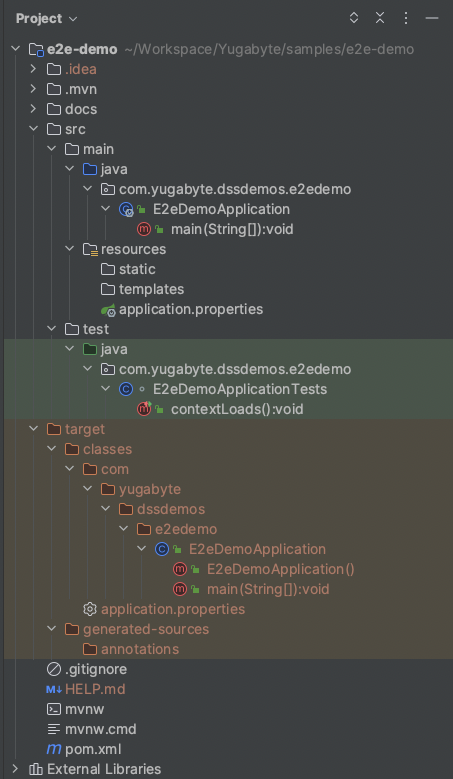 Project
e2e-demo ~/Workspace/Yugabyte/samples/e2e-demo
.idea
.mvn
docs
src
main
java
com.yugabyte.dssdemos.e2edemo
E2eDemoApplication
main(String[]):void
resources
static
templates
application.properties
test
java
com.yugabyte.dssdemos.e2edemo
E2eDemoApplicationTests
contextLoads():void
target
classes
com
yugabyte
dssdemos
e2edemo
E2eDemoApplication
E2eDemoApplication()
main(String[]):void
application.properties
generated-sources
annotations
.gitignore
HELP.md
mvnw
mvnw.cmd
pom.xml
External Libraries